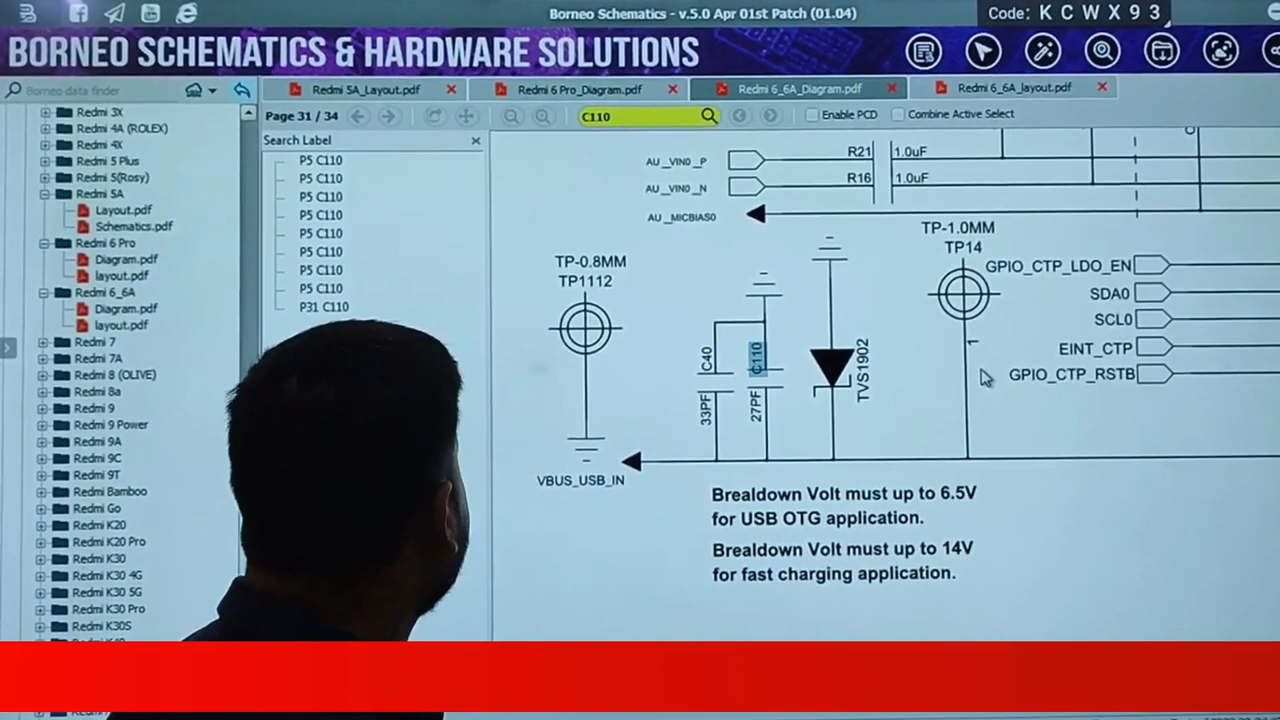 Borneo Schematics - v.5.0 Apr 01st Patch (01.04)
Code: K C W X 9 3
BORNEO SCHEMATICS & HARDWARE SOLUTIONS
Borneo data finder
Redmi 5A_Layout.pdf
Redmi 6 Pro_Diagram.pdf
Redmi 6_6A_Diagram.pdf
Redmi 6_6A_layout.pdf
Page 31 / 34
C110
Enable PCD
Combine Active Select
Redmi 3X
Redmi 4A (ROLEX)
Redmi 4X
Redmi 5 Plus
Redmi 5(Rosy)
Redmi 5A
Layout.pdf
Schematics.pdf
Redmi 6 Pro
Diagram.pdf
layout.pdf
Redmi 6_6A
Diagram.pdf
layout.pdf
Redmi 7
Redmi 7A
Redmi 8 (OLIVE)
Redmi 8a
Redmi 9
Redmi 9 Power
Redmi 9A
Redmi 9C
Redmi 9T
Redmi Bamboo
Redmi Go
Redmi K20
Redmi K20 Pro
Redmi K30
Redmi K30 4G
Redmi K30 5G
Redmi K30 Pro
Redmi K30S
Search Label
P5 C110
P5 C110
P5 C110
P5 C110
P5 C110
P5 C110
P5 C110
P5 C110
P31 C110
AU_VIN0_P
R21
1.0uF
AU_VIN0_N
R16
1.0uF
AU_MICBIAS0
TP-1.0MM
TP14
TP-0.8MM
TP1112
GPIO_CTP_LDO_EN
SDA0
SCL0
EINT_CTP
GPIO_CTP_RSTB
C40
33PF
C110
27PF
TVS1902
1
VBUS_USB_IN
Brealdown Volt must up to 6.5V
for USB OTG application.
Brealdown Volt must up to 14V
for fast charging application.